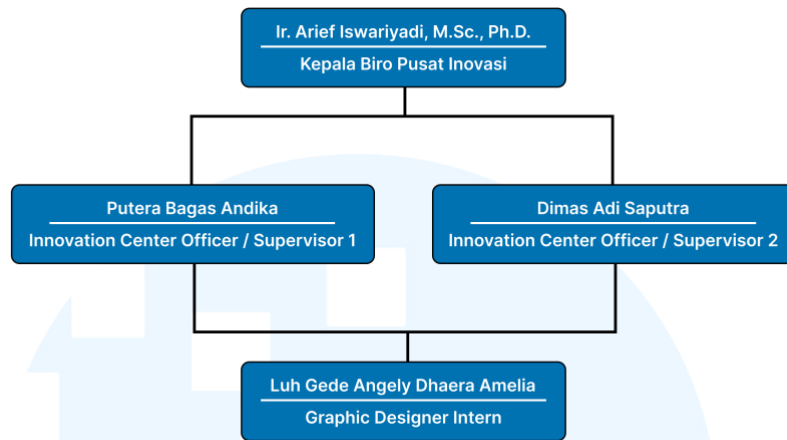 Ir. Arief Iswariyadi, M.Sc., Ph.D.
Kepala Biro Pusat Inovasi
Putera Bagas Andika
Innovation Center Officer / Supervisor 1
Dimas Adi Saputra
Innovation Center Officer / Supervisor 2
Luh Gede Angely Dhaera Amelia
Graphic Designer Intern